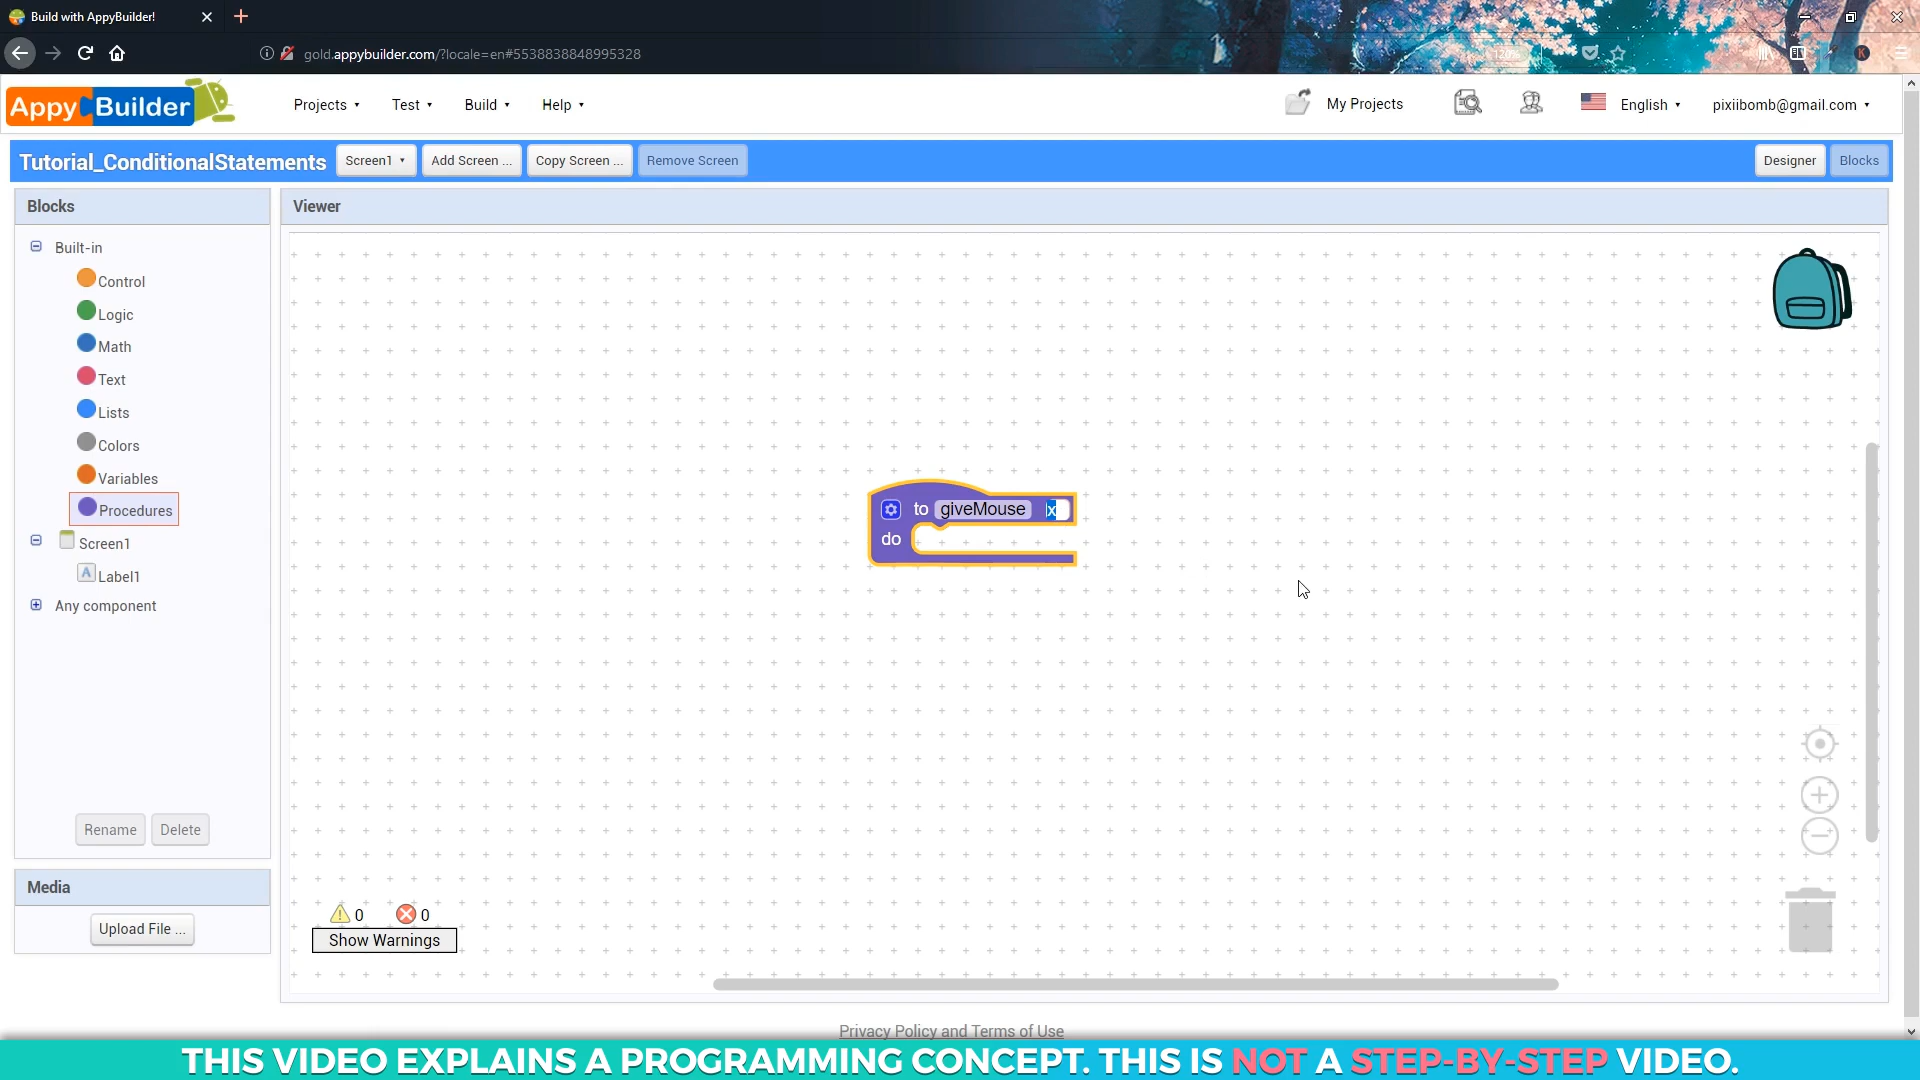 Build with AppyBuilder!
gold.appybuilder.com/?locale=en#5538838848995328
AppyBuilder
Projects
Test
Build
Help
My Projects
English
pixiibomb@gmail.com
Tutorial_ConditionalStatements
Screen1
Add Screen ...
Copy Screen ...
Remove Screen
Designer
Blocks
Blocks
Viewer
Built-in
Control
Logic
Math
Text
Lists
Colors
Variables
Procedures
Screen1
A Label1
Any component
to giveMouse x
do
Rename
Delete
Media
Upload File ...
0 0
Show Warnings
Privacy Policy and Terms of Use
THIS VIDEO EXPLAINS A PROGRAMMING CONCEPT. THIS IS NOT A STEP-BY-STEP VIDEO.